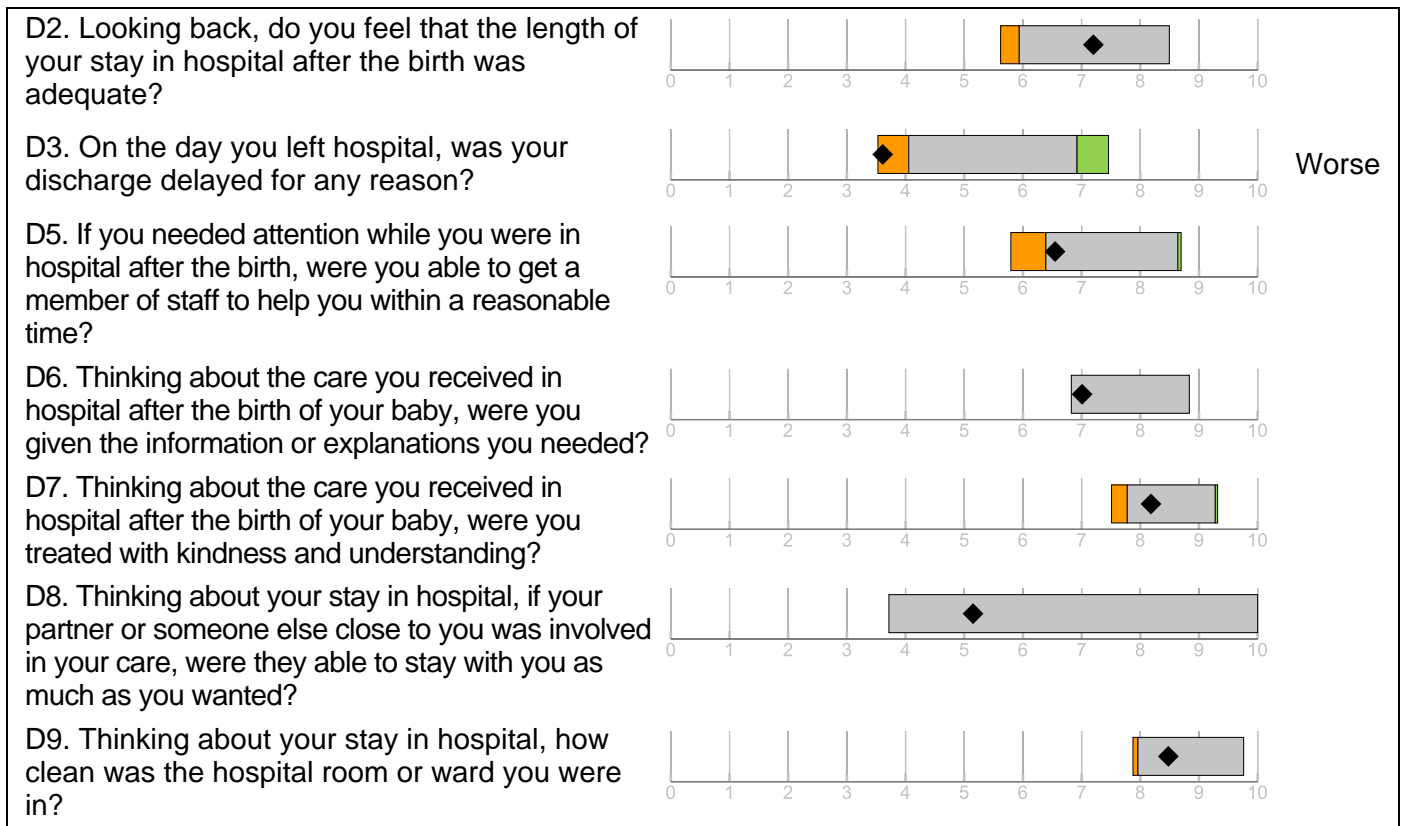 D2. Looking back, do you feel that the length of
your stay in hospital after the birth was
adequate?
0 1 2 3 4 5 6 7 8 9 10
D3. On the day you left hospital, was your
discharge delayed for any reason?
0 1 2 3 4 5 6 7 8 9 10
Worse
D5. If you needed attention while you were in
hospital after the birth, were you able to get a
member of staff to help you within a reasonable
time?
0 1 2 3 4 5 6 7 8 9 10
D6. Thinking about the care you received in
hospital after the birth of your baby, were you
given the information or explanations you needed?
0 1 2 3 4 5 6 7 8 9 10
D7. Thinking about the care you received in
hospital after the birth of your baby, were you
treated with kindness and understanding?
0 1 2 3 4 5 6 7 8 9 10
D8. Thinking about your stay in hospital, if your
partner or someone else close to you was involved
in your care, were they able to stay with you as
much as you wanted?
0 1 2 3 4 5 6 7 8 9 10
D9. Thinking about your stay in hospital, how
clean was the hospital room or ward you were
in?
0 1 2 3 4 5 6 7 8 9 10